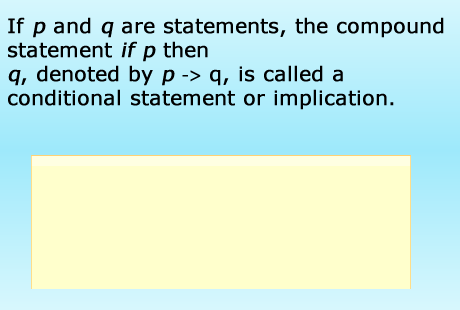 If p and q are statements, the compound
statement if p then
q, denoted by p -> q, is called a
conditional statement or implication.